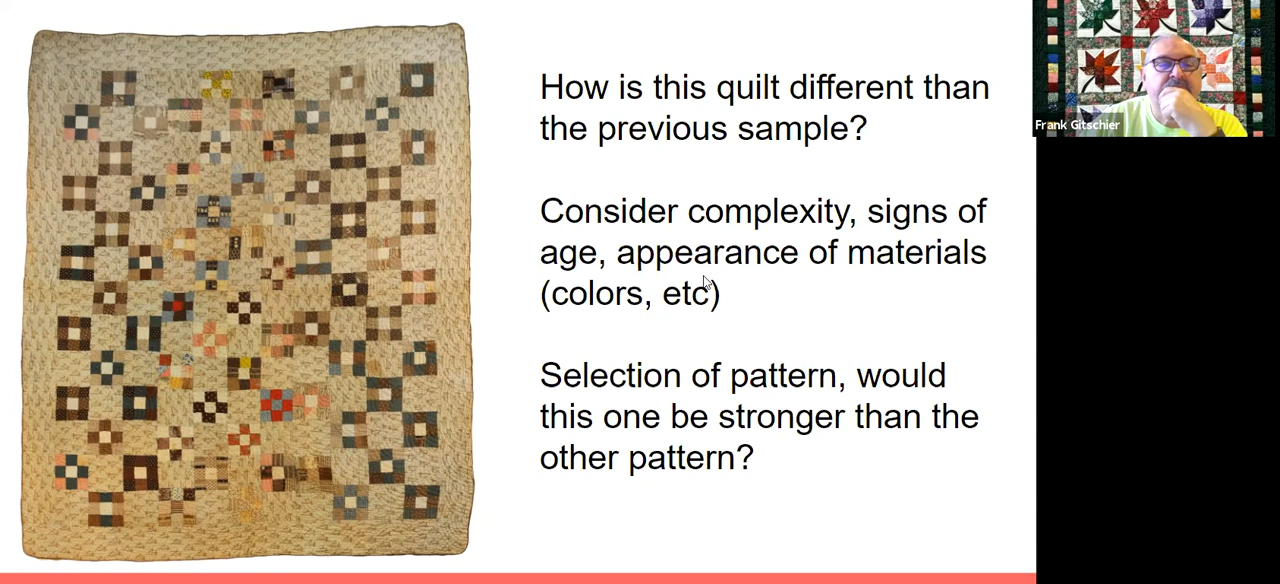 How is this quilt different than
the previous sample?
Consider complexity, signs of
age, appearance of materials
(colors, etc)
Selection of pattern, would
this one be stronger than the
other pattern?
Frank Gitschier